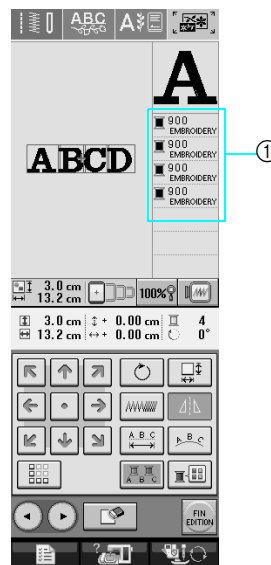 ABC A
A
900
EMBROIDERY
900
EMBROIDERY
900
EMBROIDERY
900
EMBROIDERY
ABCD
①
3.0 cm
13.2 cm 100%
3.0 cm + 0.00 cm 4
13.2 cm + 0.00 cm 0°
A B C A B C
A B C
FIN
EDITION
?